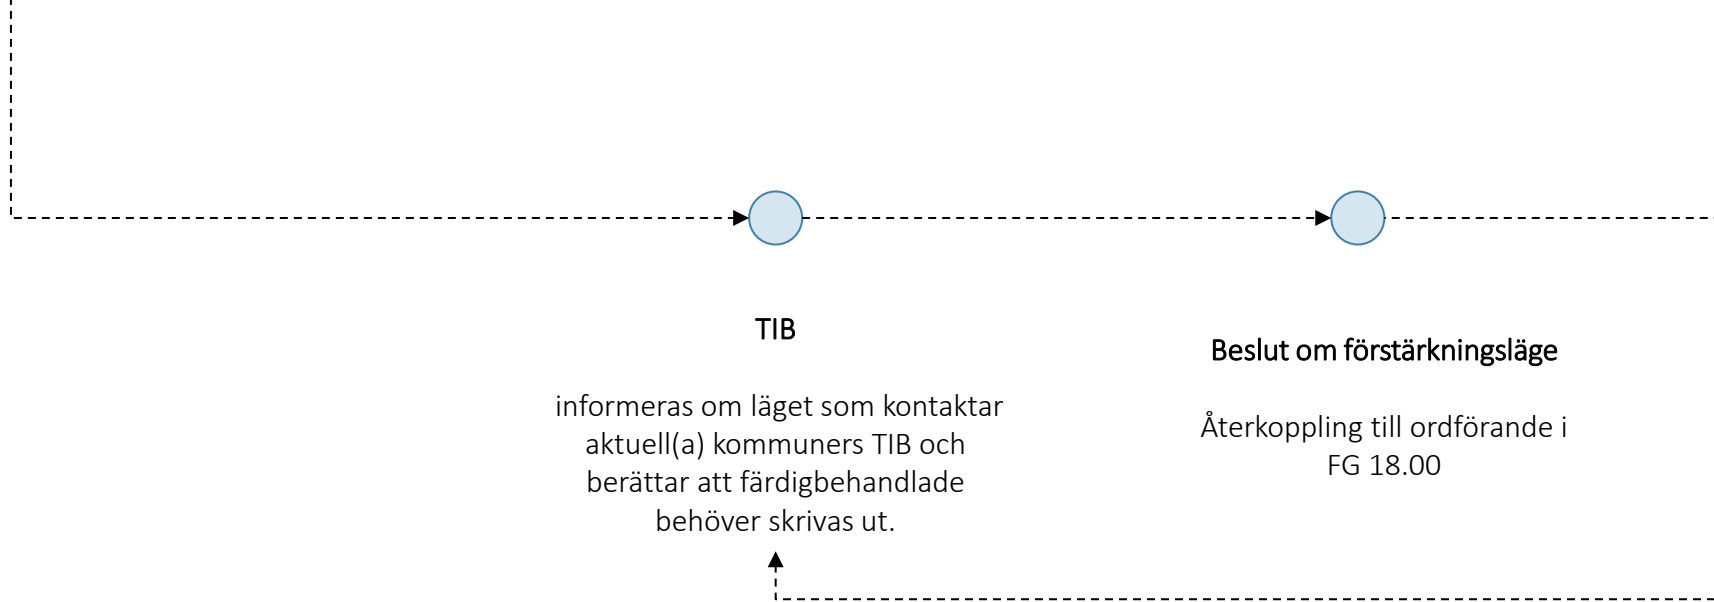 TIB
informeras om läget som kontaktar
aktuell(a) kommuners TIB och
berättar att färdigbehandlade
behöver skrivas ut.
Beslut om förstärkningsläge
Återkoppling till ordförande i
FG 18.00